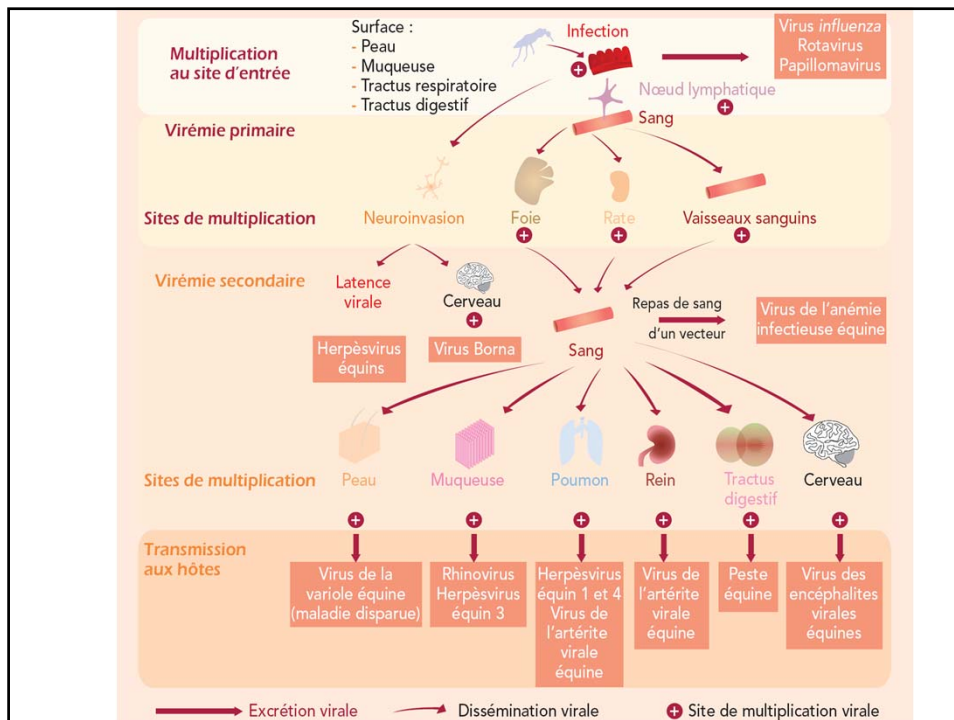 Multiplication
au site d'entrée
Surface :
- Peau
- Muqueuse
- Tractus respiratoire
- Tractus digestif
Infection
Virus influenza
Rotavirus
Papillomavirus
Nœud lymphatique
Virémie primaire
Sang
Sites de multiplication
Neuroinvasion
Foie
Rate
Vaisseaux sanguins
Virémie secondaire
Latence
virale
Cerveau
Herpèsvirus
équins
Virus Borna
Sang
Repas de sang
d'un vecteur
Virus de l'anémie
infectieuse équine
Sites de multiplication
Peau
Muqueuse
Poumon
Rein
Tractus
digestif
Cerveau
Transmission
aux hôtes
Virus de la
variole équine
(maladie disparue)
Rhinovirus
Herpèsvirus
équin 3
Herpèsvirus
équin 1 et 4
Virus de
l'artérite
virale
équine
Virus de
l'artérite
virale
équine
Peste
équine
Virus des
encéphalites
virales
équines
Excrétion virale
Dissémination virale
Site de multiplication virale